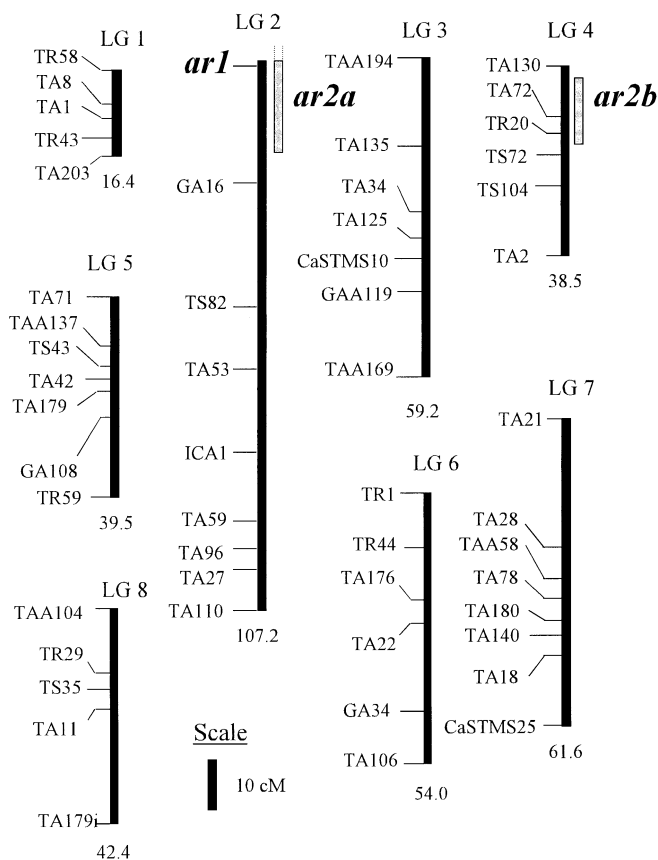 LG 1
TR58
TA8
TA1
TR43
TA203
16.4
LG 2
ar1
ar2a
GA16
TS82
TA53
ICA1
TA59
TA96
TA27
TA110
107.2
LG 3
TAA194
TA135
TA34
TA125
CaSTMS10
GAA119
TAA169
59.2
LG 4
TA130
TA72
TR20
TS72
TS104
TA2
38.5
ar2b
LG 5
TA71
TAA137
TS43
TA42
TA179
GA108
TR59
39.5
LG 6
TR1
TR44
TA176
TA22
GA34
TA106
54.0
LG 7
TA21
TA28
TAA58
TA78
TA180
TA140
TA18
CaSTMS25
61.6
LG 8
TAA104
TR29
TS35
TA11
TA179i
42.4
Scale
10 cM